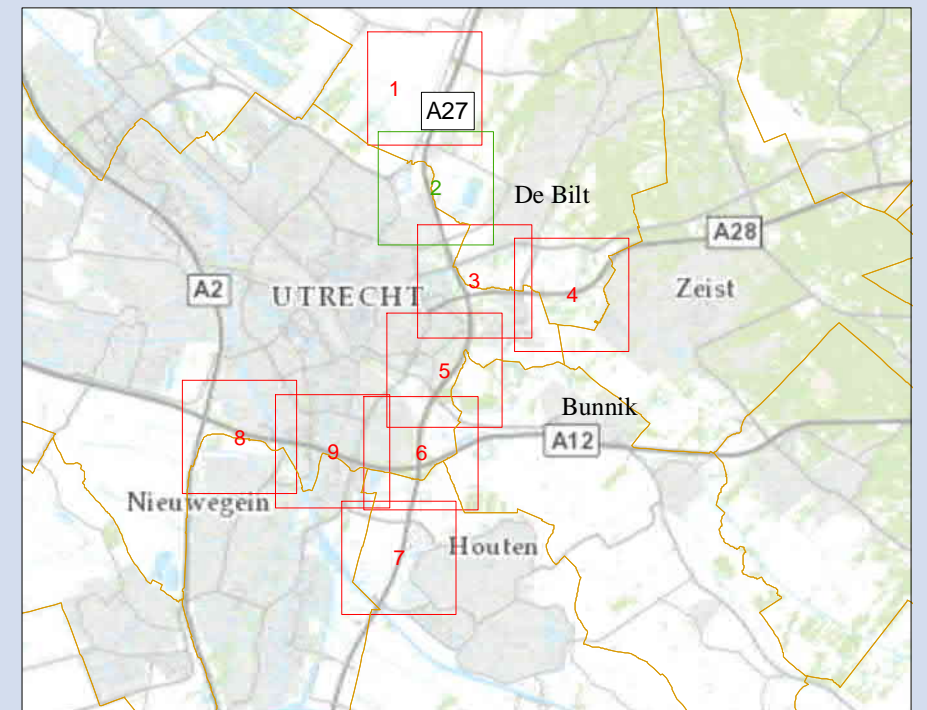 1
A27
2
De Bilt
A28
3
4
Zeist
A2
UTRECHT
5
Bunnik
8
9
6
A12
Nieuwegein
Houten
7